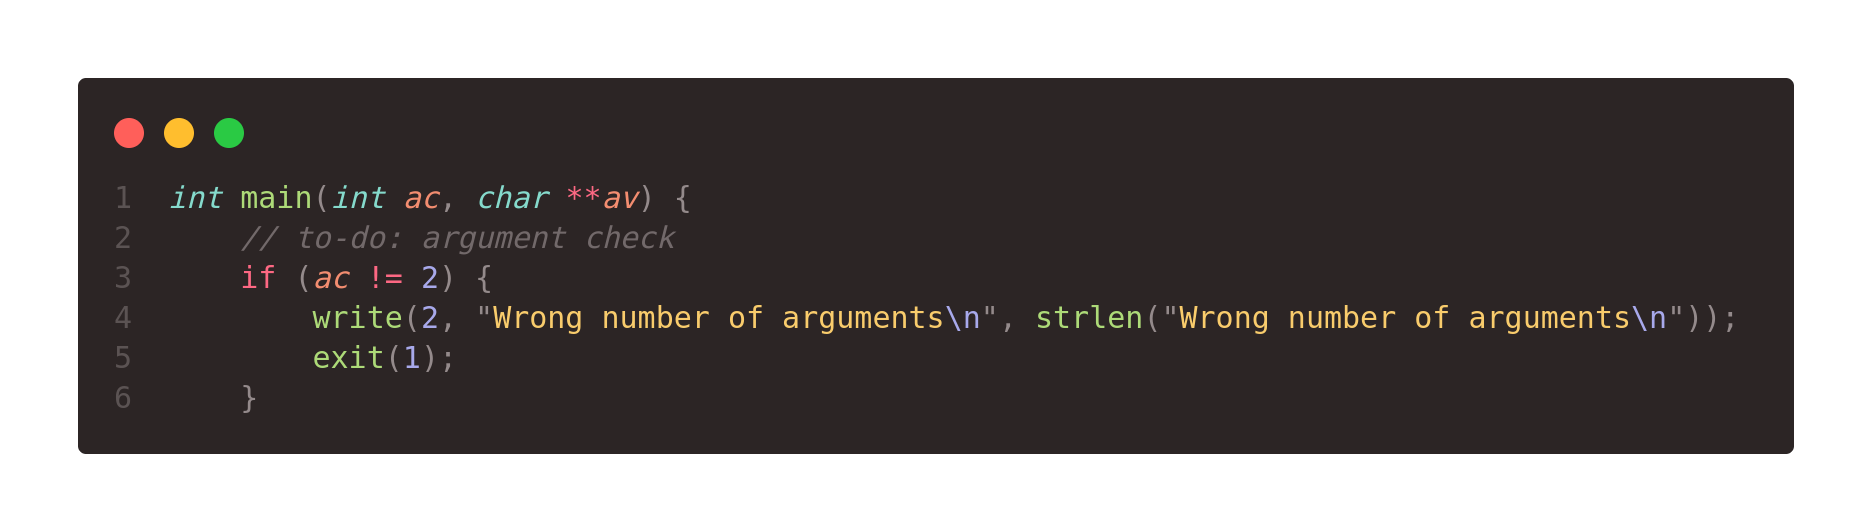 1 int main(int ac, char **av) {
2     // to-do: argument check
3     if (ac != 2) {
4         write(2, "Wrong number of arguments\n", strlen("Wrong number of arguments\n"));
5         exit(1);
6     }